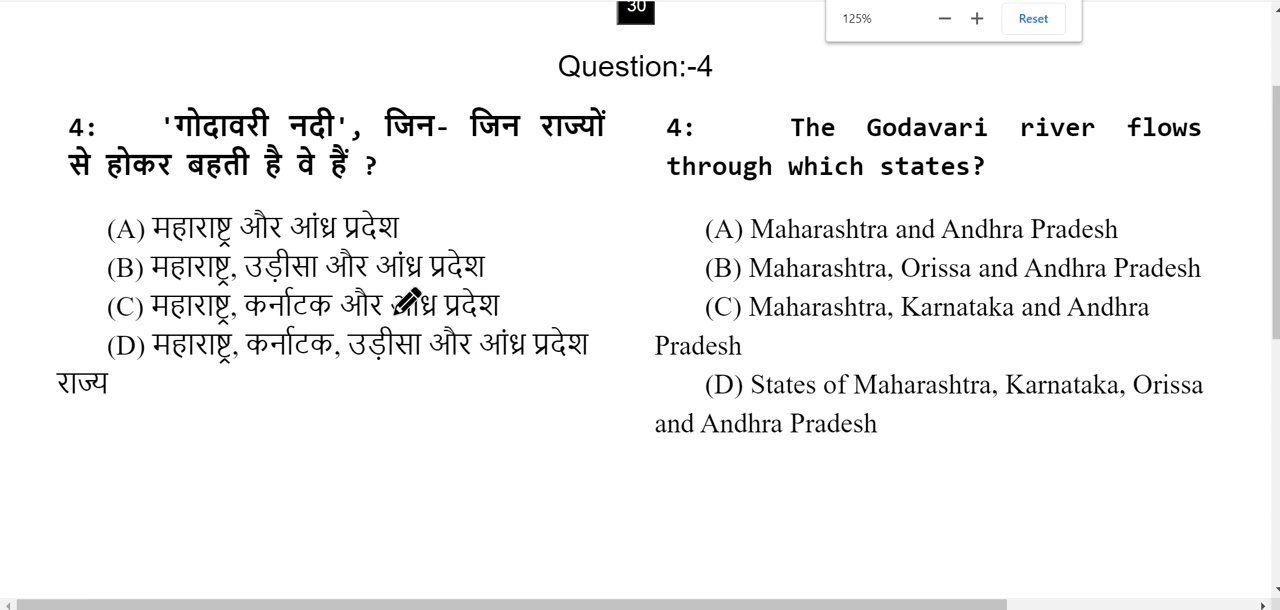 30
125%
Reset
Question:-4
4: 'गोदावरी नदी', जिन- जिन राज्यों
से होकर बहती है वे हैं ?
(A) महाराष्ट्र और आंध्र प्रदेश
(B) महाराष्ट्र, उड़ीसा और आंध्र प्रदेश
(C) महाराष्ट्र, कर्नाटक और आंध्र प्रदेश
(D) महाराष्ट्र, कर्नाटक, उड़ीसा और आंध्र प्रदेश
राज्य
4: The Godavari river flows
through which states?
(A) Maharashtra and Andhra Pradesh
(B) Maharashtra, Orissa and Andhra Pradesh
(C) Maharashtra, Karnataka and Andhra
Pradesh
(D) States of Maharashtra, Karnataka, Orissa
and Andhra Pradesh